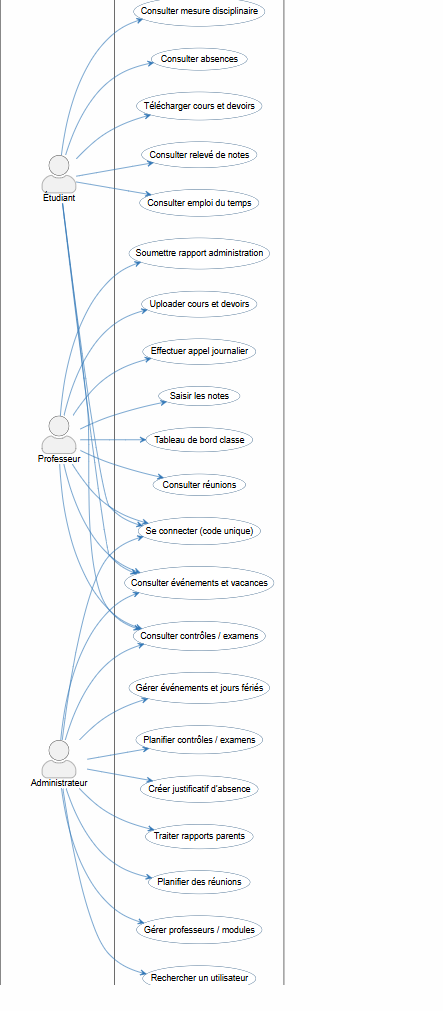 Consulter mesure disciplinaire
Consulter absences
Télécharger cours et devoirs
Consulter relevé de notes
Étudiant
Consulter emploi du temps
Soumettre rapport administration
Uploader cours et devoirs
Effectuer appel journalier
Saisir les notes
Tableau de bord classe
Professeur
Consulter réunions
Se connecter (code unique)
Consulter événements et vacances
Consulter contrôles / examens
Gérer événements et jours fériés
Planifier contrôles / examens
Administrateur
Créer justificatif d'absence
Traiter rapports parents
Planifier des réunions
Gérer professeurs / modules
Rechercher un utilisateur